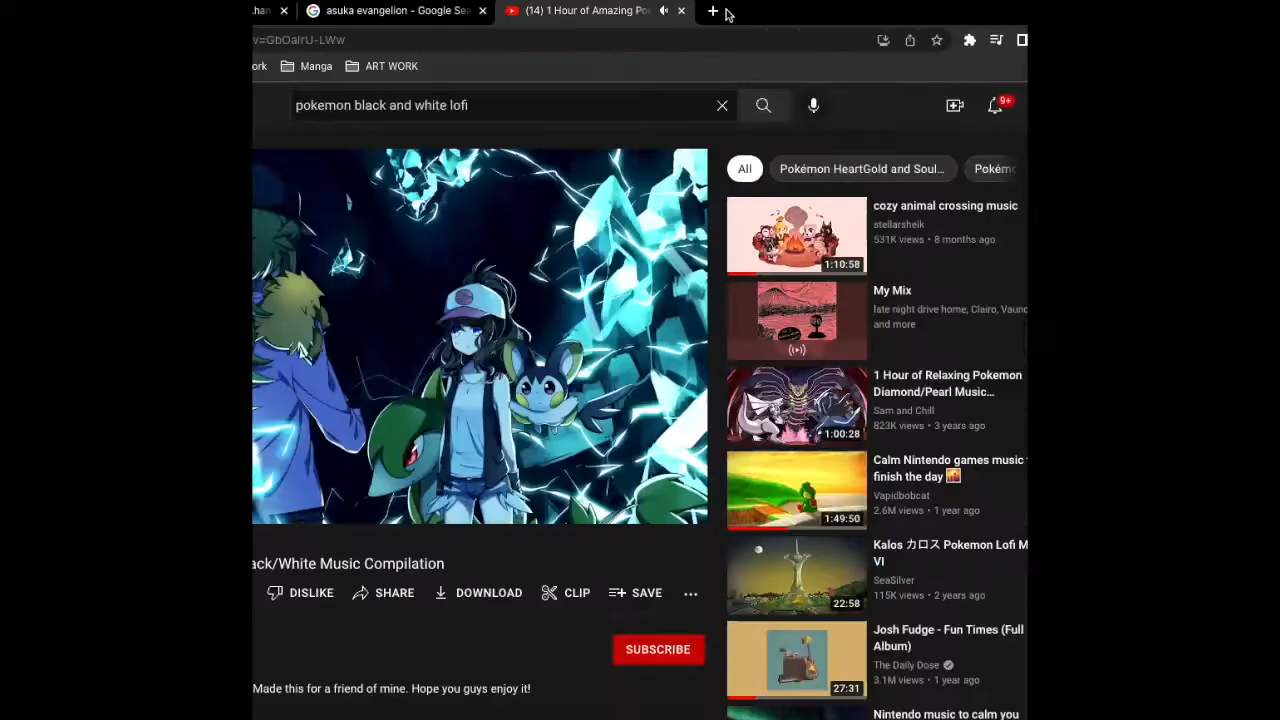 asuka evangelion - Google Sea
(14) 1 Hour of Amazing Po
v=GbOalrU-LWw
ork
Manga
ART WORK
pokemon black and white lofi
9+
All
Pokémon HeartGold and Soul...
Pokémo
cozy animal crossing music
stellarsheik
531K views • 8 months ago
1:10:58
My Mix
late night drive home, Clairo, Vaunc
and more
1 Hour of Relaxing Pokemon
Diamond/Pearl Music...
Sam and Chill
823K views • 3 years ago
1:00:28
Calm Nintendo games music
finish the day
Vapidbobcat
2.6M views • 1 year ago
1:49:50
Kalos カロス Pokemon Lofi M
VI
SeaSilver
115K views • 2 years ago
22:58
Josh Fudge - Fun Times (Full
Album)
The Daily Dose
3.1M views • 1 year ago
27:31
Nintendo music to calm you
ack/White Music Compilation
DISLIKE
SHARE
DOWNLOAD
CLIP
SAVE
SUBSCRIBE
Made this for a friend of mine. Hope you guys enjoy it!